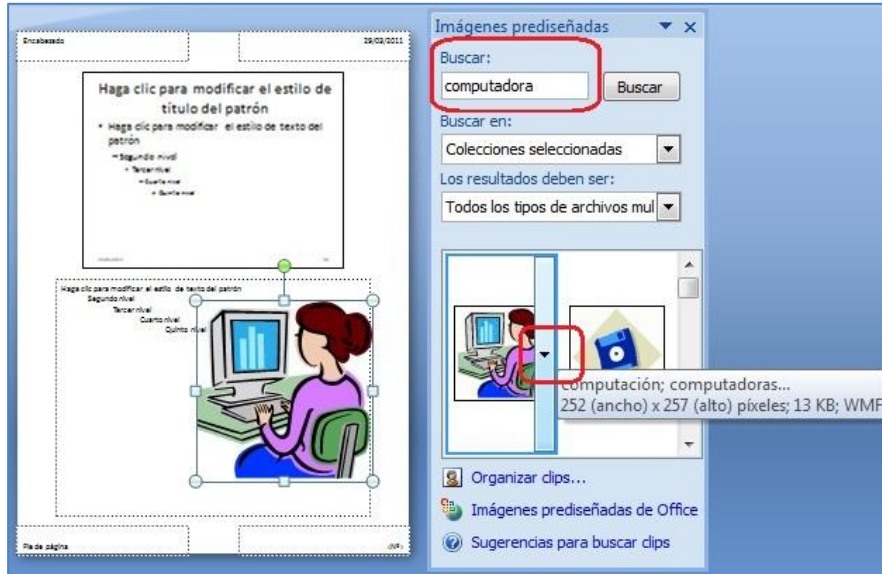 Encabezado
29/03/2011
Haga clic para modificar el estilo de
título del patrón
• Haga clic para modificar el estilo de texto del
patrón
– Segundo nivel
• Tercer nivel
– Cuarto nivel
• Quinto nivel
Haga clic para modificar el estilo de texto del patrón
Segundo nivel
Tercer nivel
Cuarto nivel
Quinto nivel
Pie de página
‹Nº›
Imágenes prediseñadas
Buscar:
computadora
Buscar
Buscar en:
Colecciones seleccionadas
Los resultados deben ser:
Todos los tipos de archivos mul
computación; computadoras...
252 (ancho) x 257 (alto) píxeles; 13 KB; WMF
Organizar clips...
Imágenes prediseñadas de Office
Sugerencias para buscar clips